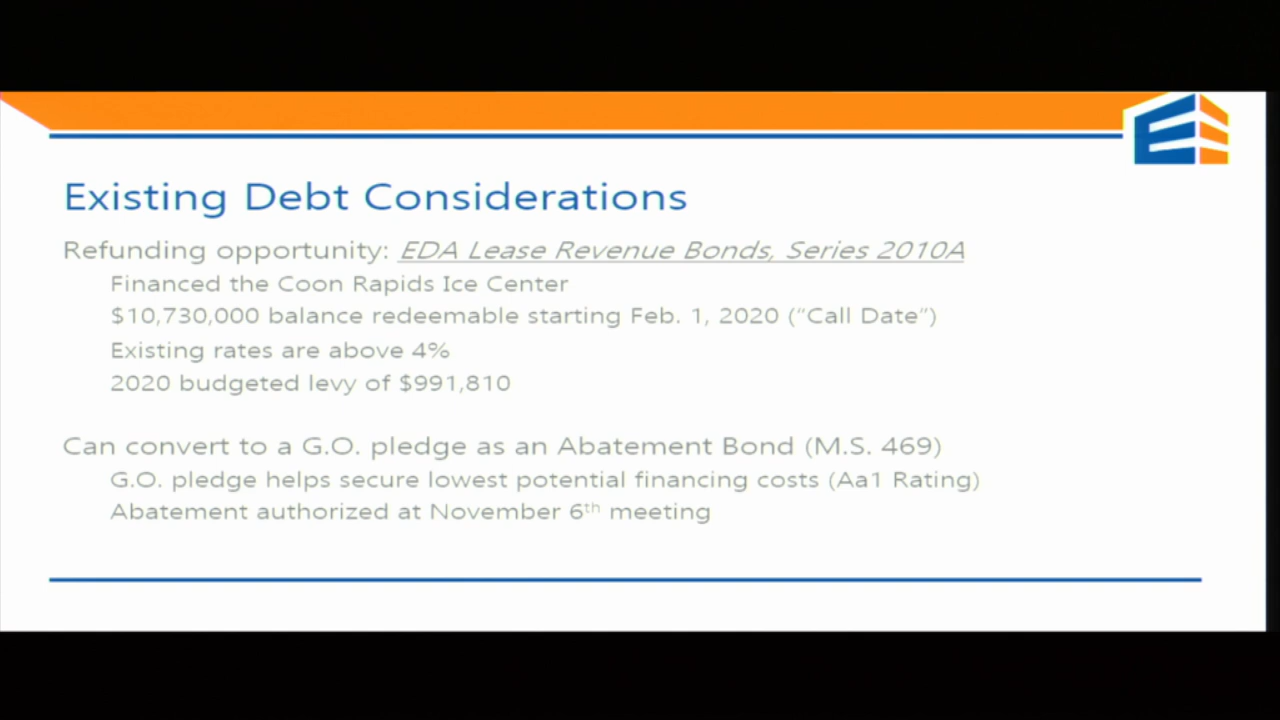 Existing Debt Considerations
Refunding opportunity: EDA Lease Revenue Bonds, Series 2010A
Financed the Coon Rapids Ice Center
$10,730,000 balance redeemable starting Feb. 1, 2020 (“Call Date”)
Existing rates are above 4%
2020 budgeted levy of $991,810
Can convert to a G.O. pledge as an Abatement Bond (M.S. 469)
G.O. pledge helps secure lowest potential financing costs (Aa1 Rating)
Abatement authorized at November 6th meeting